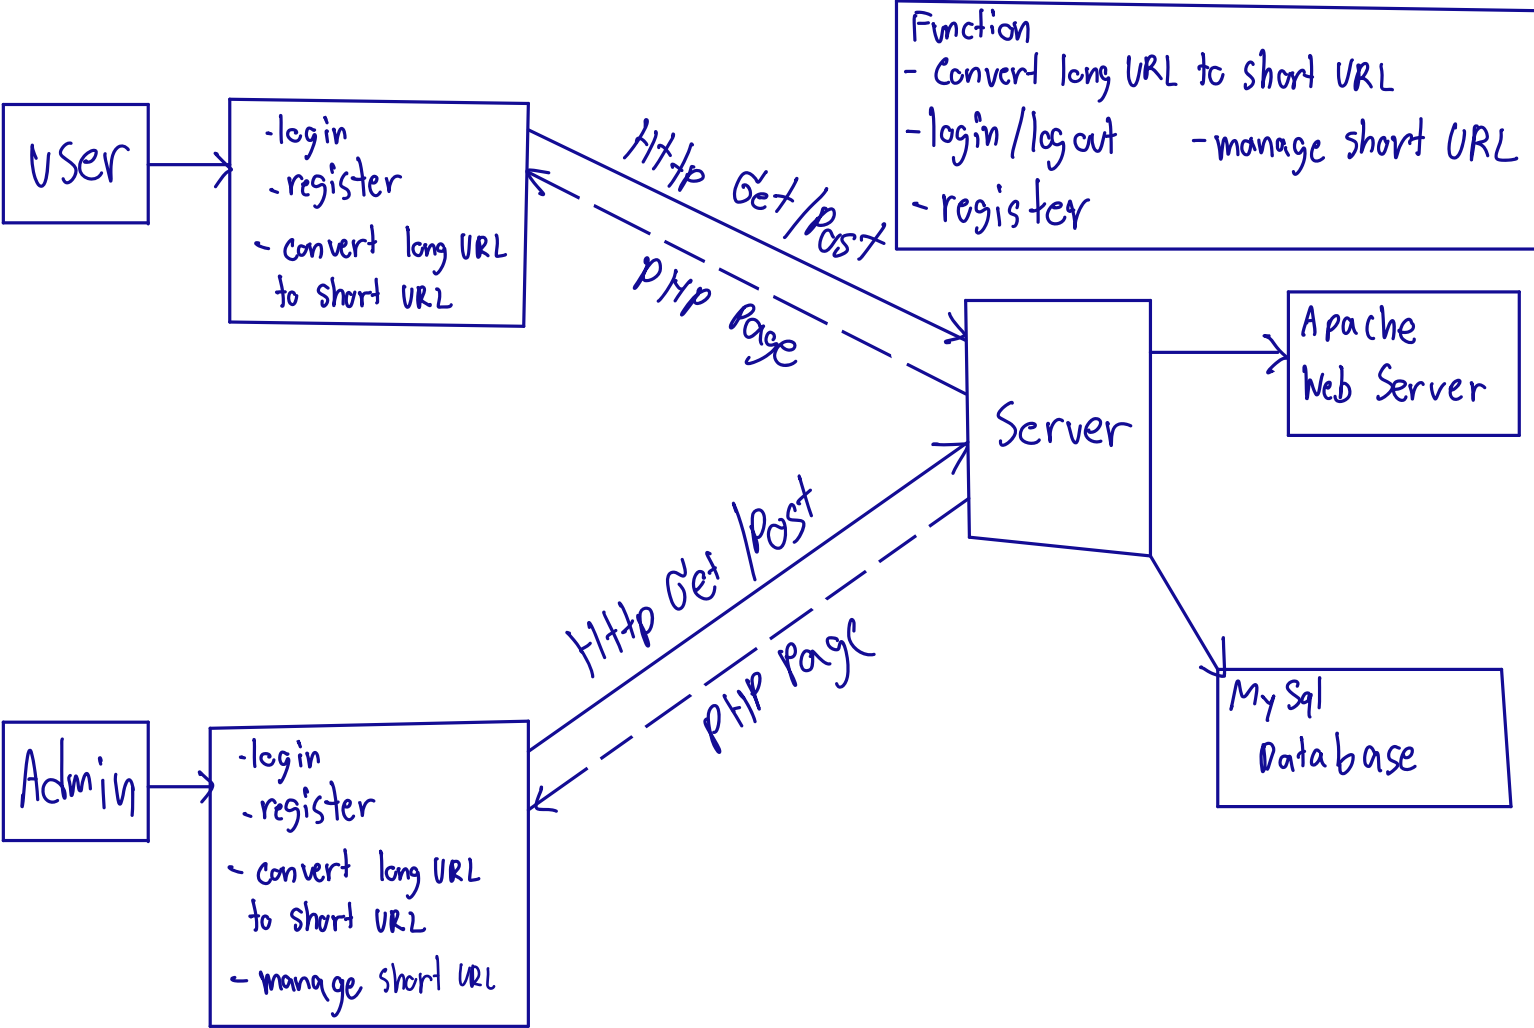 Function
- Convert long URL to short URL
- login / log out - manage short URL
- register
User
- login
- register
- convert long URL
to short URL
Http Get / Post
PHP Page
Server
Apache
Web Server
Http Get / Post
PHP Page
My Sql
Database
Admin
- login
- register
- convert long URL
to short URL
- manage short URL